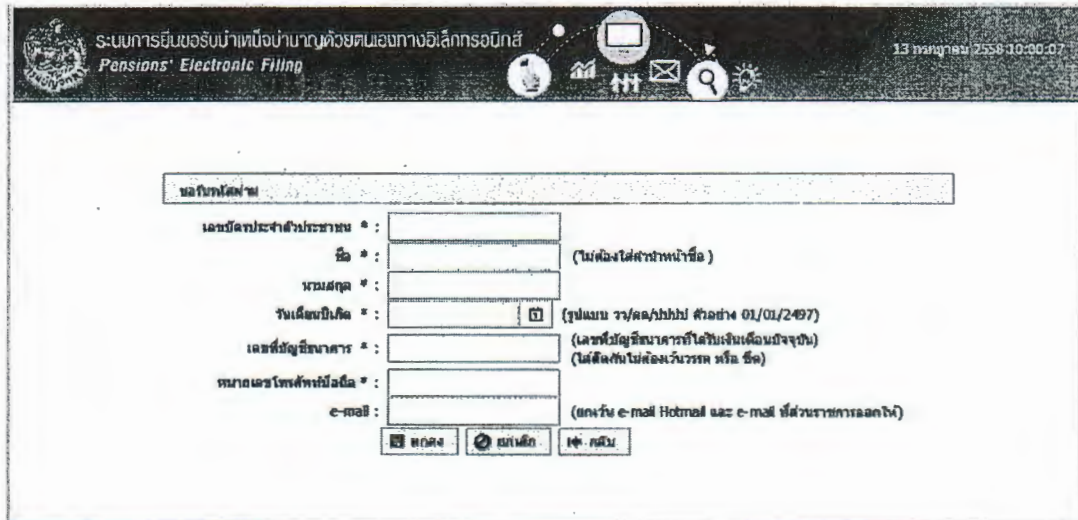 ระบบการยื่นขอรับบำเหน็จบำนาญด้วยตนเองทางอิเล็กทรอนิกส์
Pensions' Electronic Filing
13 กรกฎาคม 2558 10:00:07
ขอรับรหัสผ่าน
เลขบัตรประจำตัวประชาชน * :
ชื่อ * : (ไม่ต้องใส่คำนำหน้าชื่อ )
นามสกุล * :
วันเดือนปีเกิด * : (รูปแบบ วว/ดด/ปปปป ตัวอย่าง 01/01/2497)
เลขที่บัญชีธนาคาร * : (เลขที่บัญชีธนาคารที่ได้รับเงินเดือนปัจจุบัน)
(ใส่ติดกันไม่ต้องเว้นวรรค หรือ ขีด)
หมายเลขโทรศัพท์มือถือ * :
e-mail : (ยกเว้น e-mail Hotmail และ e-mail ที่ส่วนราชการออกให้)
ตกลง ยกเลิก กลับ